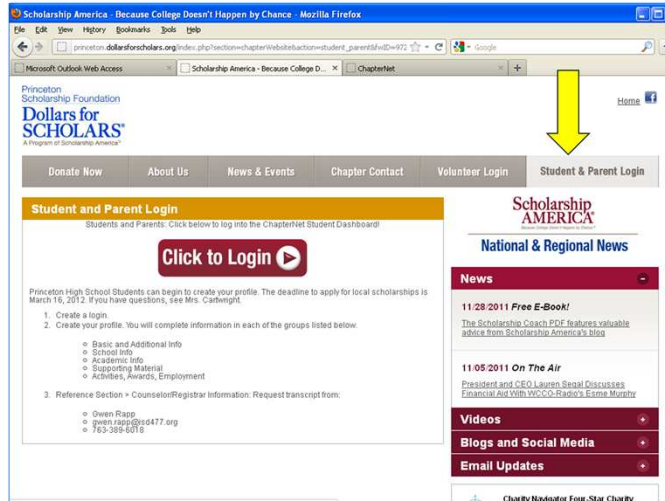 Scholarship America - Because College Doesn't Happen by Chance - Mozilla Firefox
File Edit View History Bookmarks Tools Help
princeton.dollarsforscholars.org/index.php?section=chapterWebsite&action=student_parent&fwID=972
Google
Microsoft Outlook Web Access
Scholarship America - Because College D...
ChapterNet
Princeton
Scholarship Foundation
Dollars for
SCHOLARS®
A Program of Scholarship America®
Home
Donate Now
About Us
News & Events
Chapter Contact
Volunteer Login
Student & Parent Login
Student and Parent Login
Students and Parents: Click below to log into the ChapterNet Student Dashboard!
Click to Login
Princeton High School Students can begin to create your profile. The deadline to apply for local scholarships is
March 16, 2012. If you have questions, see Mrs. Cartwright.
1. Create a login.
2. Create your profile. You will complete information in each of the groups listed below.
Basic and Additional Info
School Info
Academic Info
Supporting Material
Activities, Awards, Employment
3. Reference Section > Counselor/Registrar Information: Request transcript from:
Gwen Rapp
gwen.rapp@isd477.org
763-389-6018
Scholarship
AMERICA®
Because College Doesn't Happen by Chance.®
National & Regional News
News
11/28/2011 Free E-Book!
The Scholarship Coach PDF features valuable
advice from Scholarship America's blog
11/05/2011 On The Air
President and CEO Lauren Segal Discusses
Financial Aid With WCCO-Radio's Esme Murphy
Videos
Blogs and Social Media
Email Updates
Charity Navigator Four-Star Charity